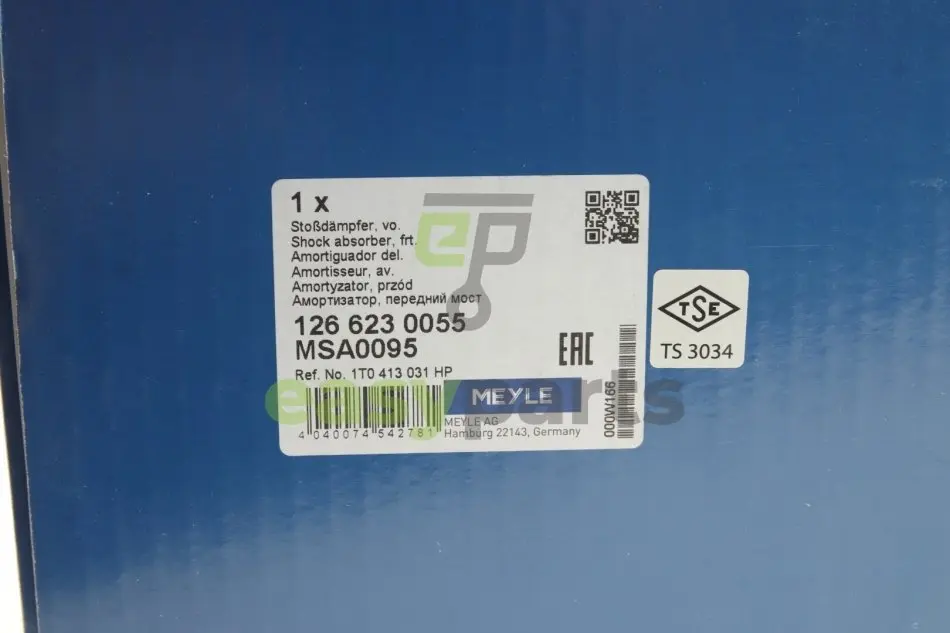 1 x
Stoßdämpfer, vo.
Shock absorber, frt.
Amortiguador del.
Amortisseur, av.
Amortyzator, przód
Амортизатор, передний мост
126 623 0055
MSA0095
Ref. No. 1T0 413 031 HP
EAC
MEYLE
MEYLE AG
Hamburg 22143, Germany
4 040074 542781
000W166
TSE
TS 3034
ep
easyparts